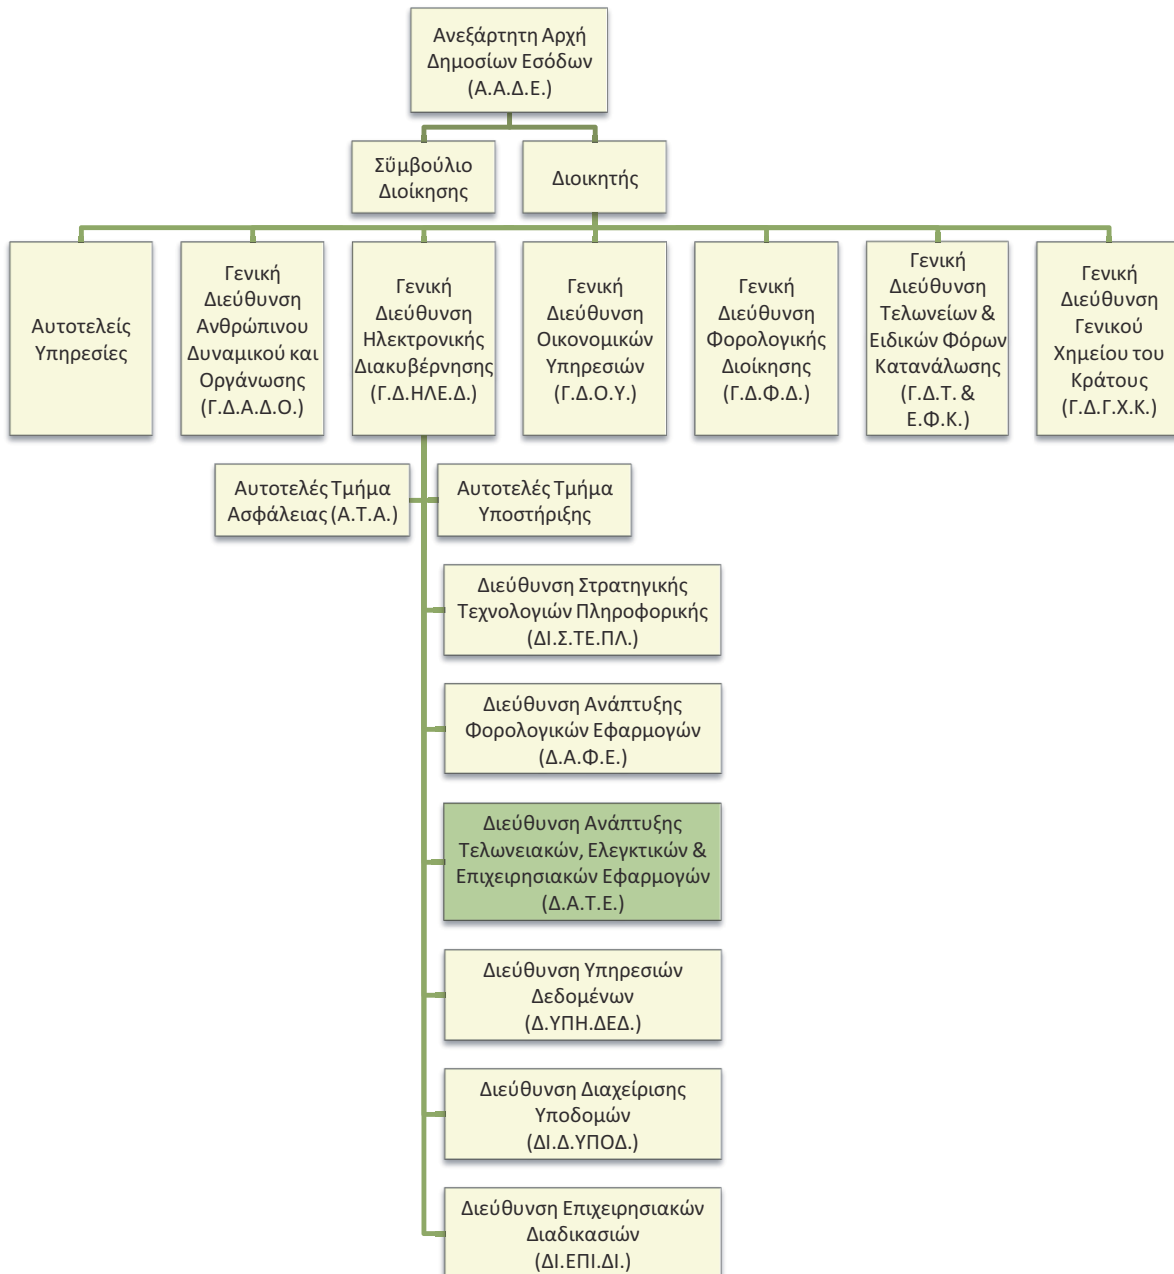 Ανεξάρτητη Αρχή
Δημοσίων Εσόδων
(Α.Α.Δ.Ε.)
Σΰμβούλιο
Διοίκησης
Διοικητής
Αυτοτελείς
Υπηρεσίες
Γενική
Διεύθυνση
Ανθρώπινου
Δυναμικού και
Οργάνωσης
(Γ.Δ.Α.Δ.Ο.)
Γενική
Διεύθυνση
Ηλεκτρονικής
Διακυβέρνησης
(Γ.Δ.ΗΛΕ.Δ.)
Γενική
Διεύθυνση
Οικονομικών
Υπηρεσιών
(Γ.Δ.Ο.Υ.)
Γενική
Διεύθυνση
Φορολογικής
Διοίκησης
(Γ.Δ.Φ.Δ.)
Γενική
Διεύθυνση
Τελωνείων &
Ειδικών Φόρων
Κατανάλωσης
(Γ.Δ.Τ. &
Ε.Φ.Κ.)
Γενική
Διεύθυνση
Γενικού
Χημείου του
Κράτους
(Γ.Δ.Γ.Χ.Κ.)
Αυτοτελές Τμήμα
Ασφάλειας (Α.Τ.Α.)
Αυτοτελές Τμήμα
Υποστήριξης
Διεύθυνση Στρατηγικής
Τεχνολογιών Πληροφορικής
(ΔΙ.Σ.ΤΕ.ΠΛ.)
Διεύθυνση Ανάπτυξης
Φορολογικών Εφαρμογών
(Δ.Α.Φ.Ε.)
Διεύθυνση Ανάπτυξης
Τελωνειακών, Ελεγκτικών &
Επιχειρησιακών Εφαρμογών
(Δ.Α.Τ.Ε.)
Διεύθυνση Υπηρεσιών
Δεδομένων
(Δ.ΥΠΗ.ΔΕΔ.)
Διεύθυνση Διαχείρισης
Υποδομών
(ΔΙ.Δ.ΥΠΟΔ.)
Διεύθυνση Επιχειρησιακών
Διαδικασιών
(ΔΙ.ΕΠΙ.ΔΙ.)